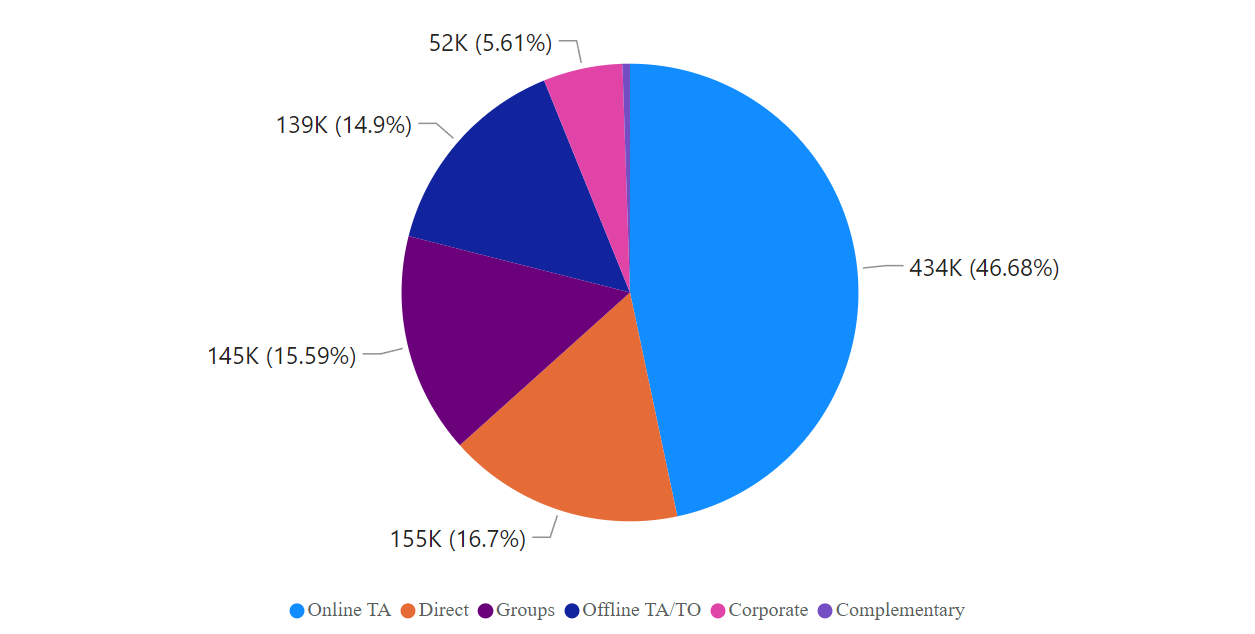 52K (5.61%)
139K (14.9%)
434K (46.68%)
145K (15.59%)
155K (16.7%)
Online TA Direct Groups Offline TA/TO Corporate Complementary